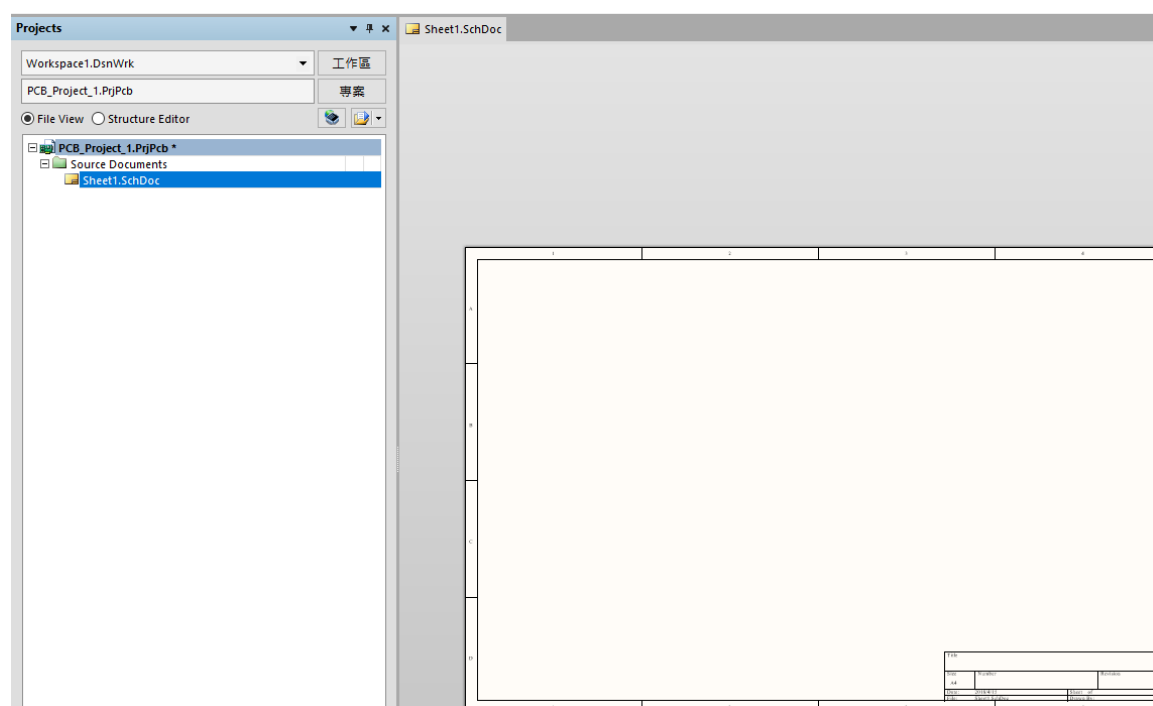 Projects
Sheet1.SchDoc
Workspace1.DsnWrk
工作區
PCB_Project_1.PrjPcb
專案
File View
Structure Editor
PCB_Project_1.PrjPcb *
Source Documents
Sheet1.SchDoc
1
2
3
4
A
B
C
D
Title
Size
Number
Revision
A4
Date:
Sheet of
File:
Drawn By: